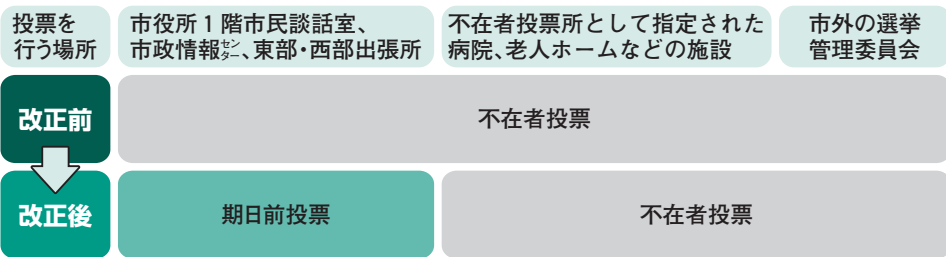 投票を
行う場所
市役所1階市民談話室、
市政情報センター、東部・西部出張所
不在者投票所として指定された
病院、老人ホームなどの施設
市外の選挙
管理委員会
改正前
不在者投票
改正後
期日前投票
不在者投票